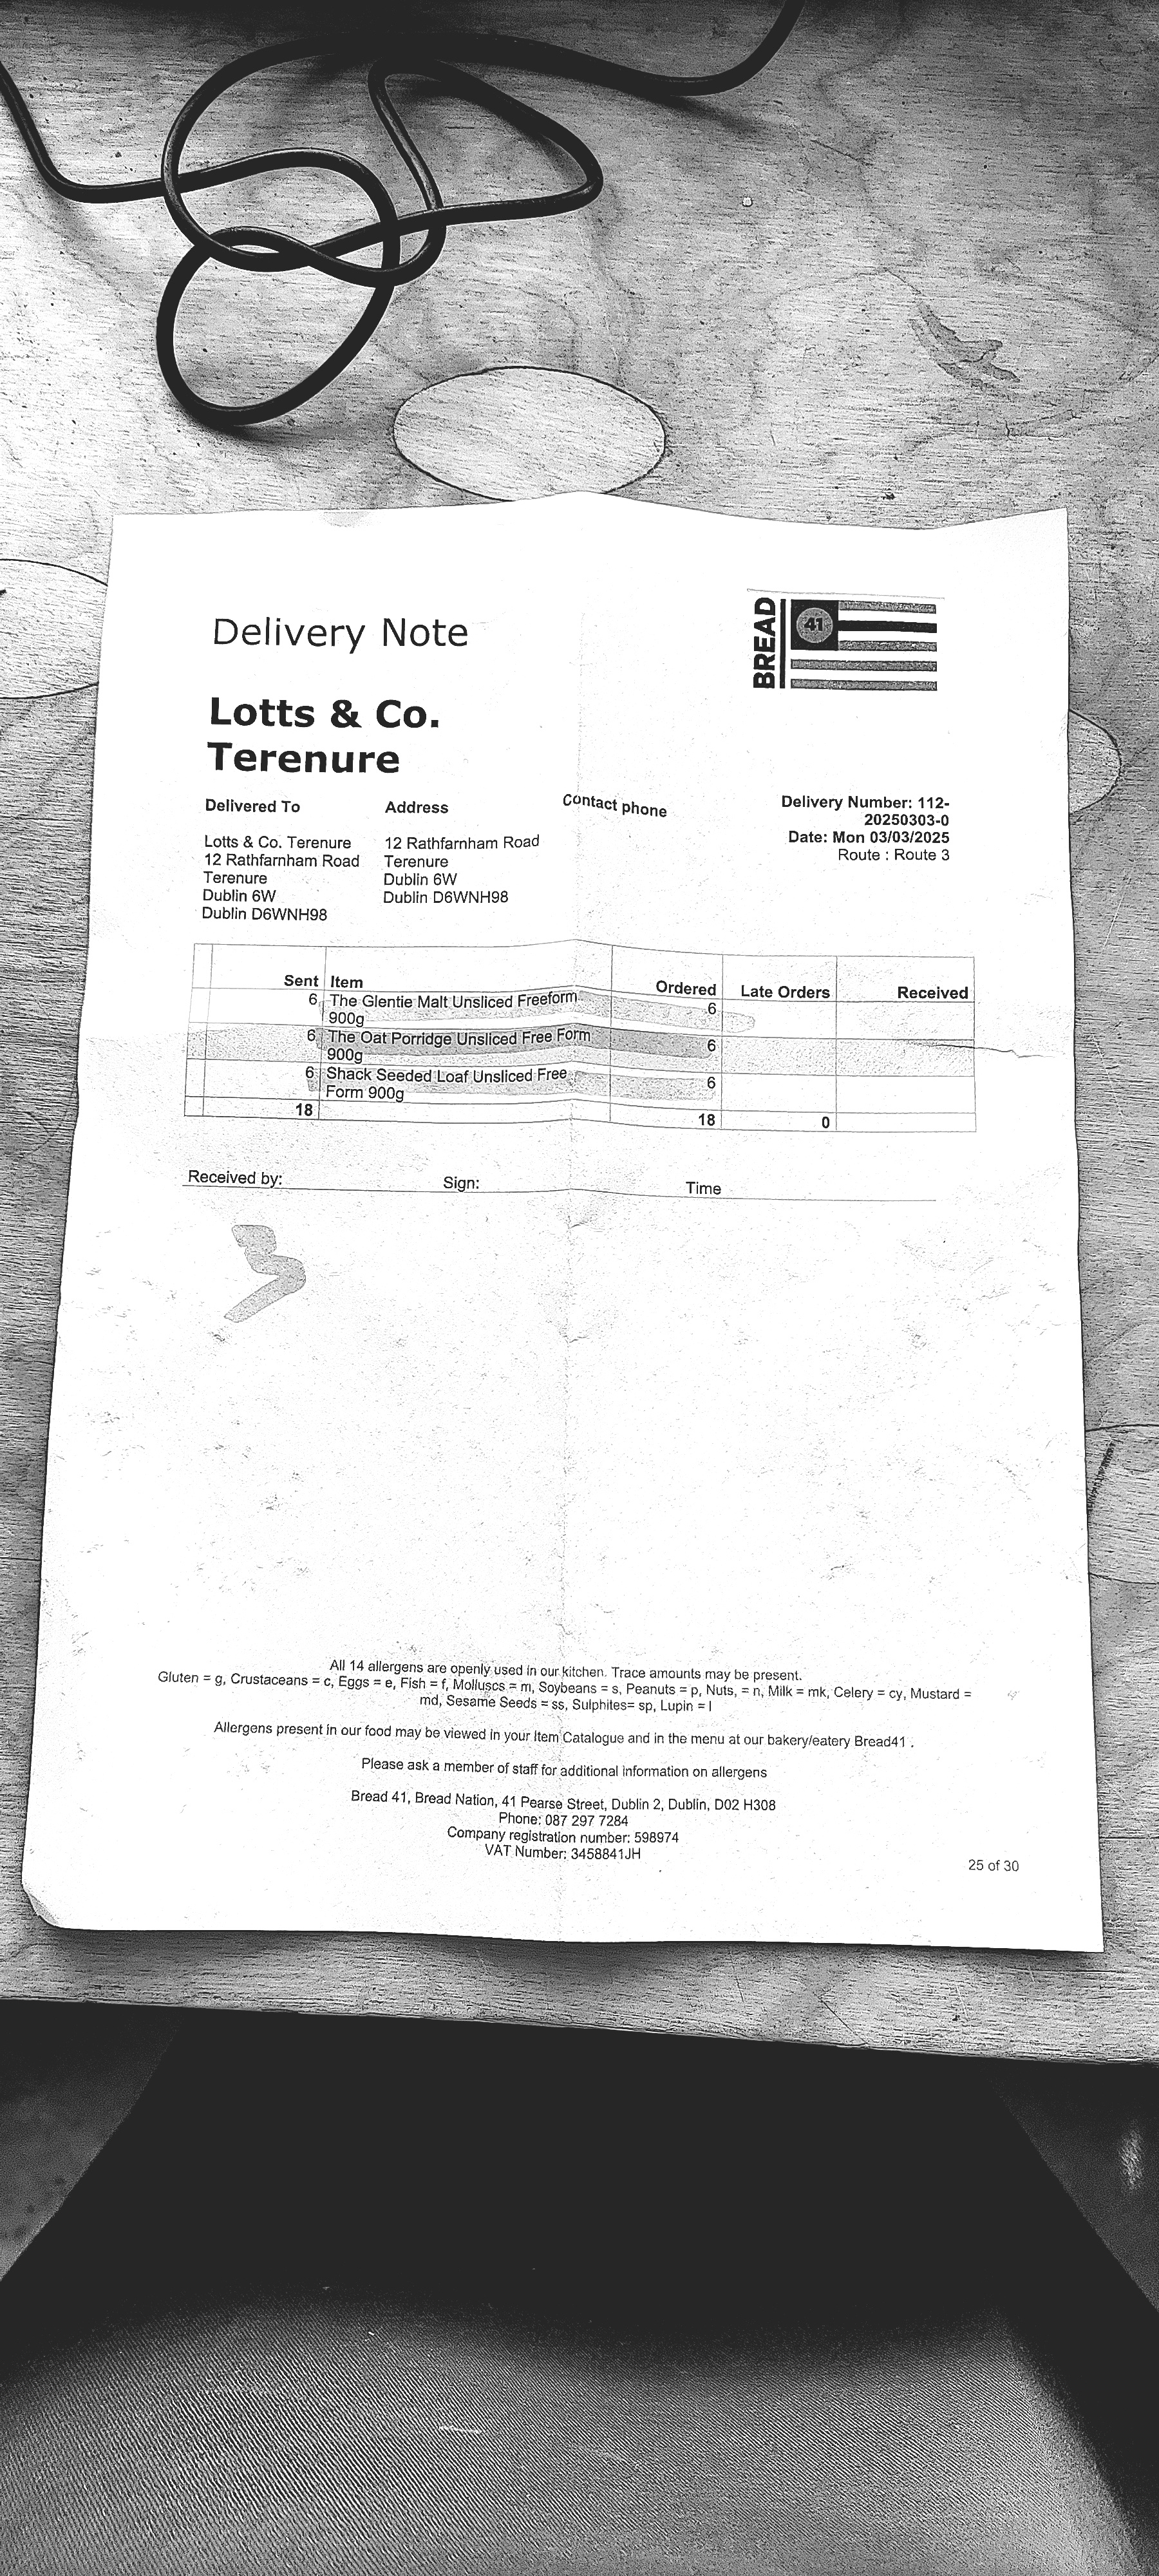 Delivery Note
BREAD
41
Lotts & Co.
Terenure
Delivered To
Lotts & Co. Terenure
12 Rathfarnham Road
Terenure
Dublin 6W
Dublin D6WNH98
Address
12 Rathfarnham Road
Terenure
Dublin 6W
Dublin D6WNH98
Contact phone
Delivery Number: 112-
20250303-0
Date: Mon 03/03/2025
Route : Route 3
Sent Item Ordered Late Orders Received
6 The Glentie Malt Unsliced Freeform 6
900g
6 The Oat Porridge Unsliced Free Form 6
900g
6 Shack Seeded Loaf Unsliced Free 6
Form 900g
18 18 0
Received by: Sign: Time
3
All 14 allergens are openly used in our kitchen. Trace amounts may be present.
Gluten = g, Crustaceans = c, Eggs = e, Fish = f, Molluscs = m, Soybeans = s, Peanuts = p, Nuts, = n, Milk = mk, Celery = cy, Mustard =
md, Sesame Seeds = ss, Sulphites= sp, Lupin = l
Allergens present in our food may be viewed in your Item Catalogue and in the menu at our bakery/eatery Bread41 .
Please ask a member of staff for additional information on allergens
Bread 41, Bread Nation, 41 Pearse Street, Dublin 2, Dublin, D02 H308
Phone: 087 297 7284
Company registration number: 598974
VAT Number: 3458841JH
25 of 30